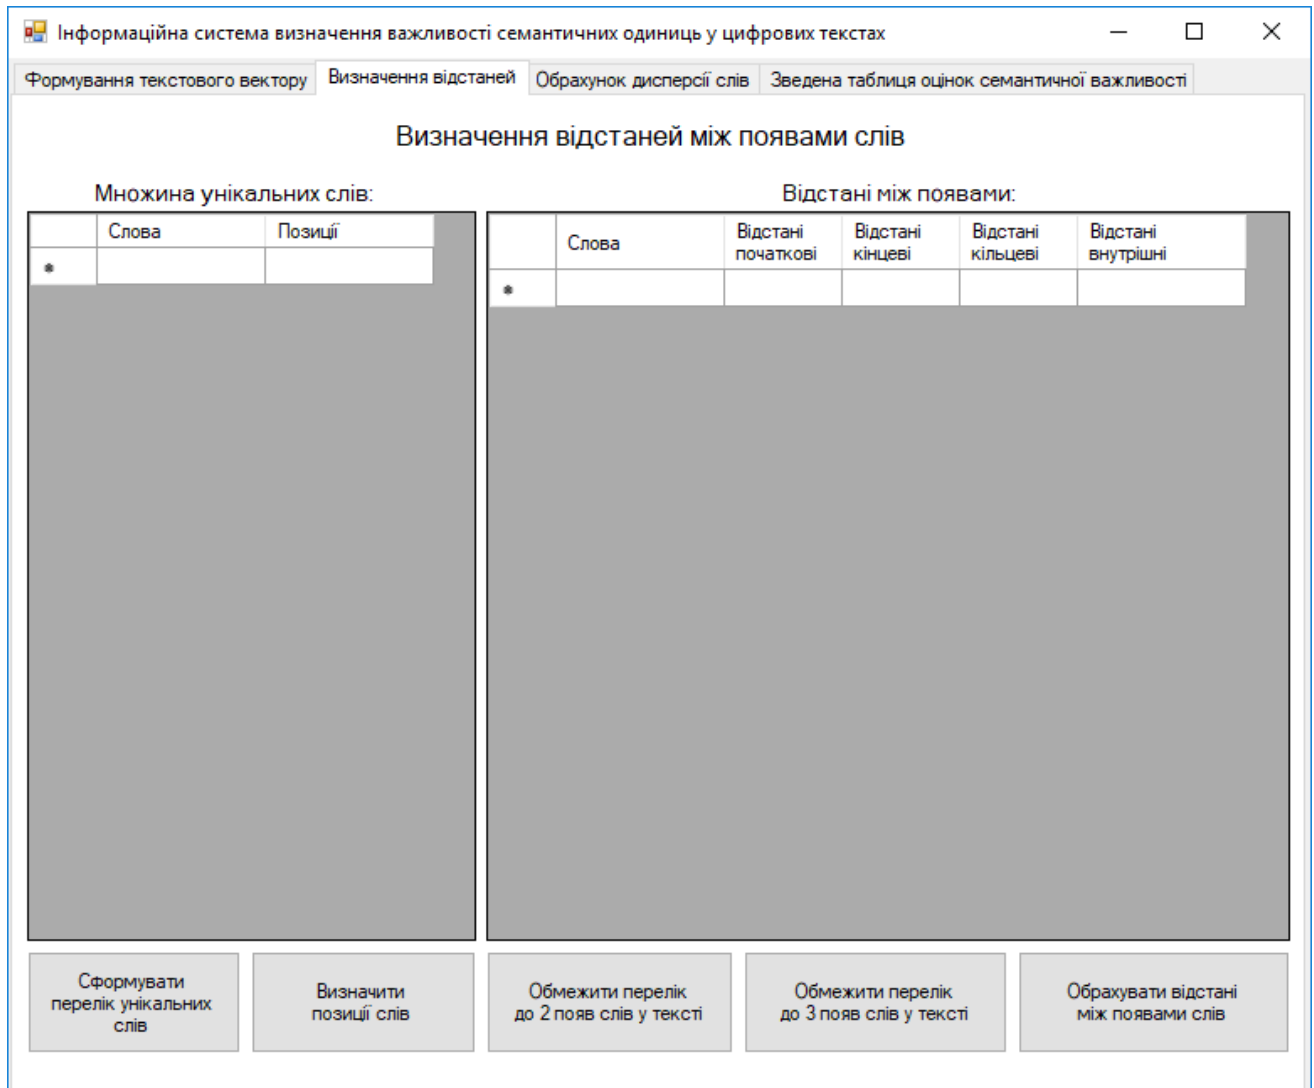 Інформаційна система визначення важливості семантичних одиниць у цифрових текстах
Формування текстового вектору Визначення відстаней Обрахунок дисперсії слів Зведена таблиця оцінок семантичної важливості
Визначення відстаней між появами слів
Множина унікальних слів:
Слова Позиції
Відстані між появами:
Слова
Відстані
початкові
Відстані
кінцеві
Відстані
кільцеві
Відстані
внутрішні
Сформувати
перелік унікальних
слів
Визначити
позиції слів
Обмежити перелік
до 2 появ слів у тексті
Обмежити перелік
до 3 появ слів у тексті
Обрахувати відстані
між появами слів